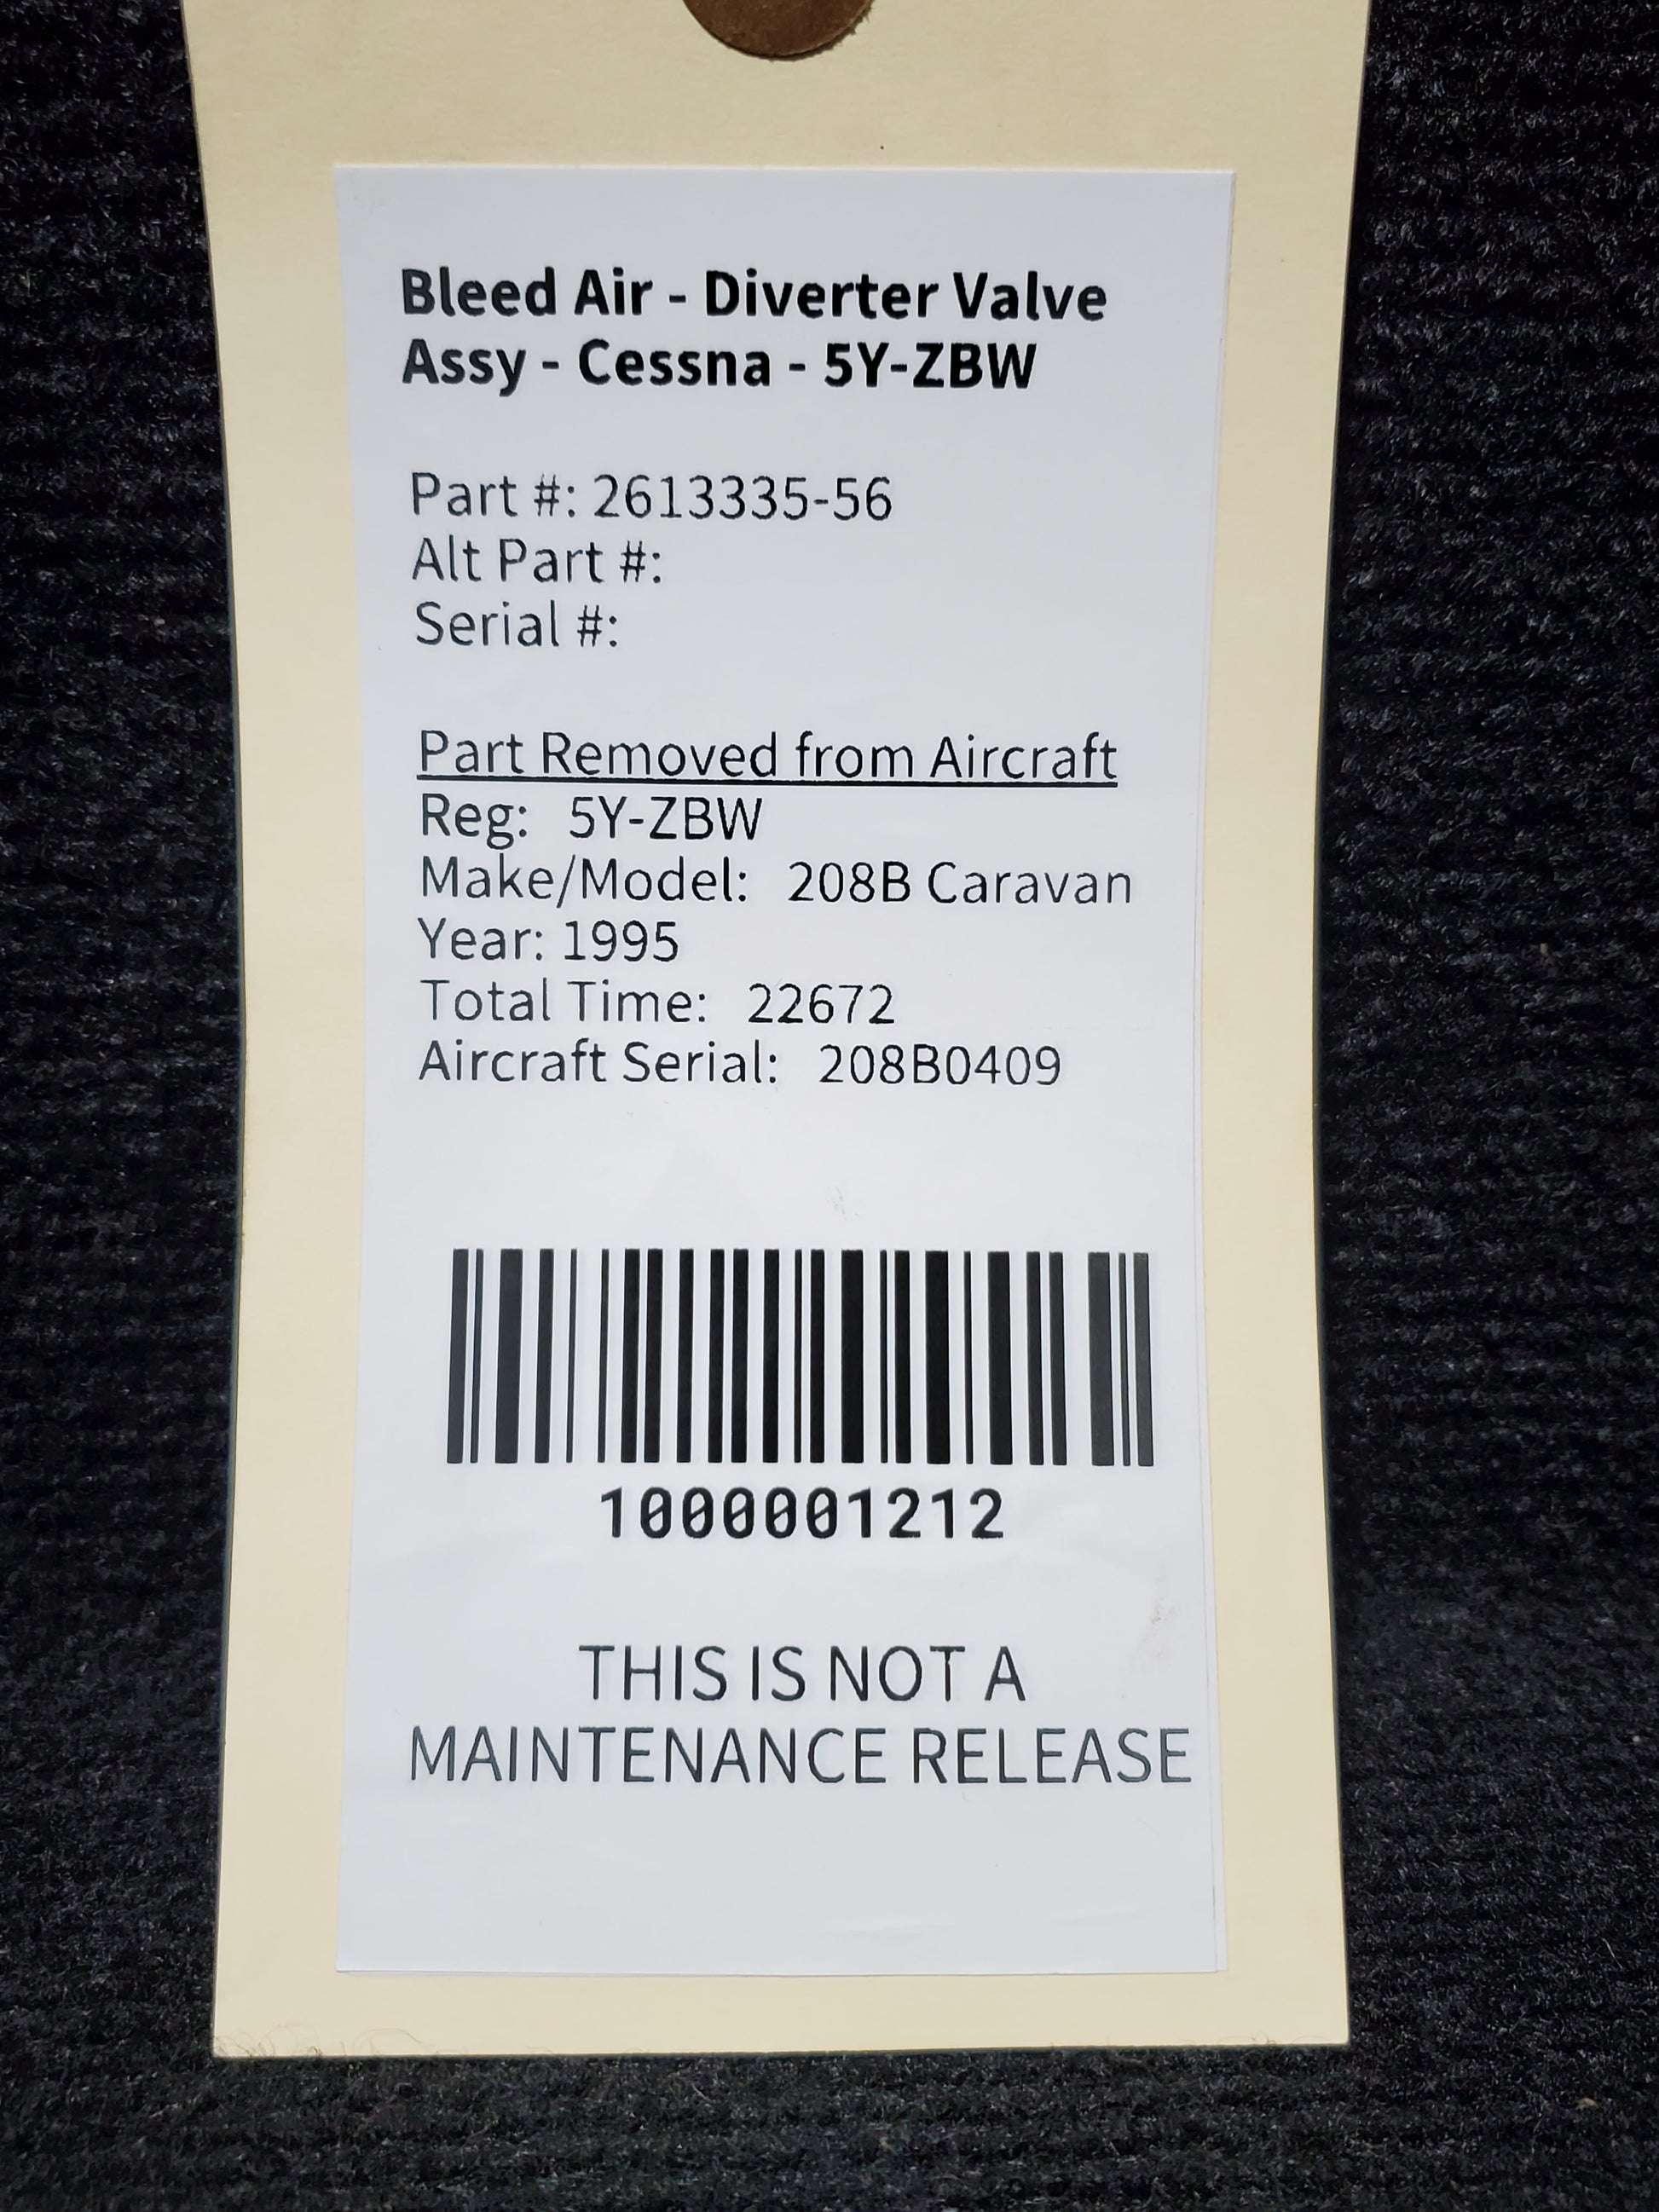 Bleed Air - Diverter Valve
Assy - Cessna - 5Y-ZBW
Part #: 2613335-56
Alt Part #:
Serial #:
Part Removed from Aircraft
Reg: 5Y-ZBW
Make/Model: 208B Caravan
Year: 1995
Total Time: 22672
Aircraft Serial: 208B0409
1000001212
THIS IS NOT A
MAINTENANCE RELEASE